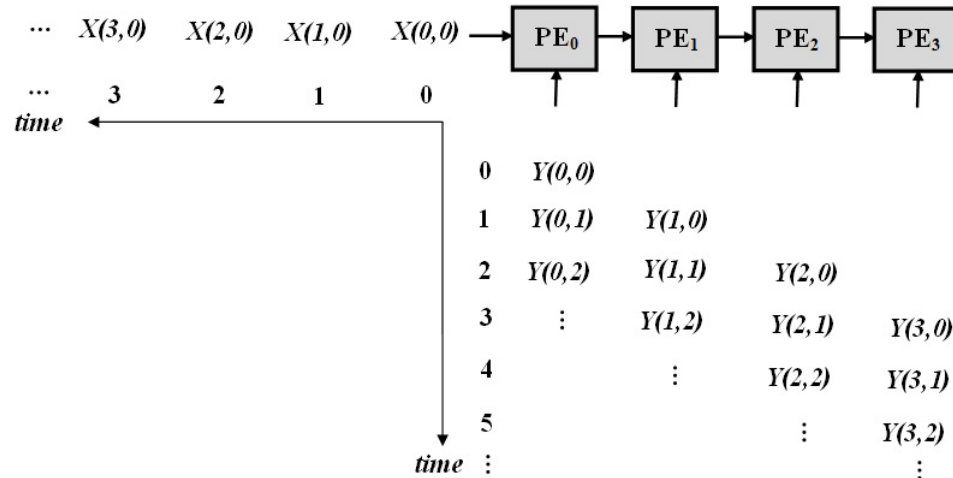 ... X(3,0) X(2,0) X(1,0) X(0,0) PE0 PE1 PE2 PE3
... 3 2 1 0
time
0 Y(0,0)
1 Y(0,1) Y(1,0)
2 Y(0,2) Y(1,1) Y(2,0)
3 ⋮ Y(1,2) Y(2,1) Y(3,0)
4 ⋮ Y(2,2) Y(3,1)
5 ⋮ Y(3,2)
time ⋮ ⋮